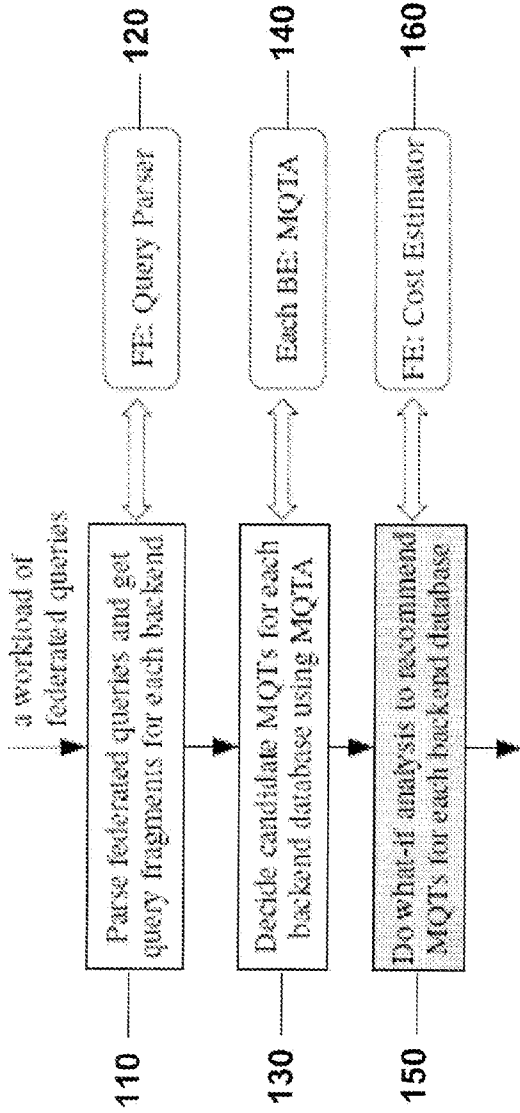 a workload of
federated queries
110
Parse federated queries and get
query fragments for each backend
FE: Query Parser
120
130
Decide candidate MQTs for each
backend database using MQTA
Each BE: MQTA
140
150
Do what-if analysis to recommend
MQTs for each backend database
FE: Cost Estimator
160